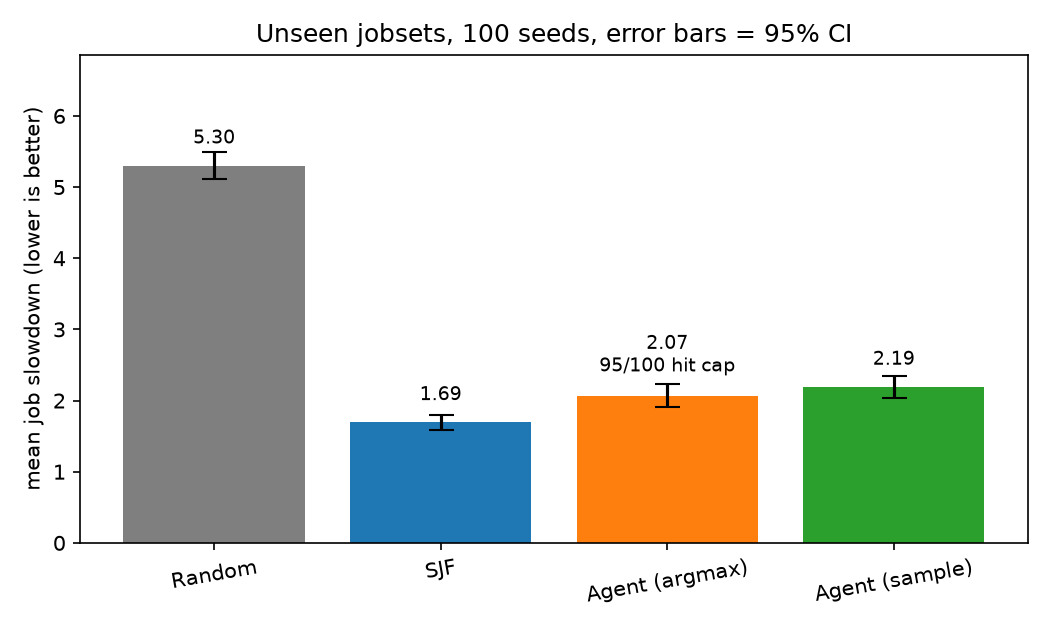 Unseen jobsets, 100 seeds, error bars = 95% CI
mean job slowdown (lower is better)
6
5
4
3
2
1
0
5.30
1.69
2.07
95/100 hit cap
2.19
Random
SJF
Agent (argmax)
Agent (sample)